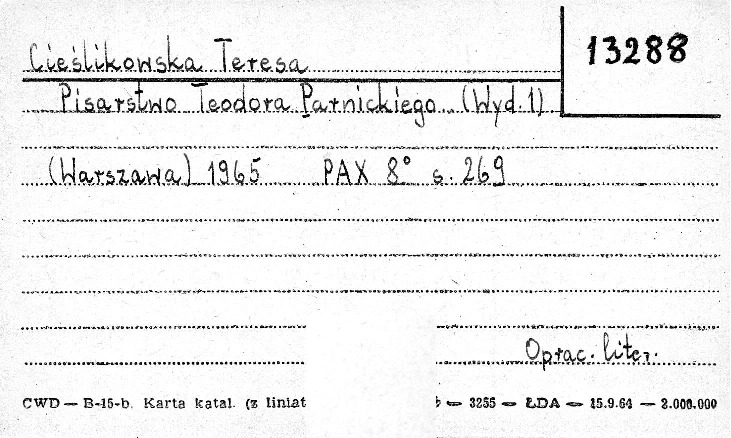 Cieślikowska Teresa
13288
Pisarstwo Teodora Parnickiego. (Wyd. 1)
(Warszawa) 1965 PAX 8° s. 269
Oprac. liter.
CWD — B-15-b. Karta katal. (z liniat
b — 3255 — ŁDA — 15.9.64 — 2.000.000